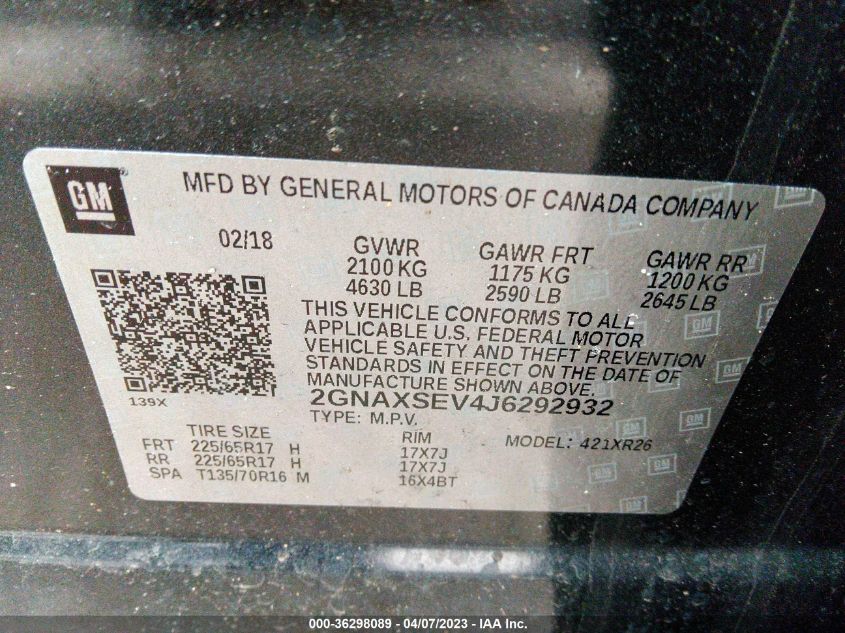 GM
MFD BY GENERAL MOTORS OF CANADA COMPANY
02/18
GVWR
2100 KG
4630 LB
GAWR FRT
1175 KG
2590 LB
GAWR RR
1200 KG
2645 LB
THIS VEHICLE CONFORMS TO ALL
APPLICABLE U.S. FEDERAL MOTOR
VEHICLE SAFETY AND THEFT PREVENTION
STANDARDS IN EFFECT ON THE DATE OF
MANUFACTURE SHOWN ABOVE.
139X
2GNAXSEV4J6292932
TYPE: M.P.V.
MODEL: 421XR26
TIRE SIZE RIM
FRT 225/65R17 H 17X7J
RR 225/65R17 H 17X7J
SPA T135/70R16 M 16X4BT
000-36298089 - 04/07/2023 - © IAA Inc.